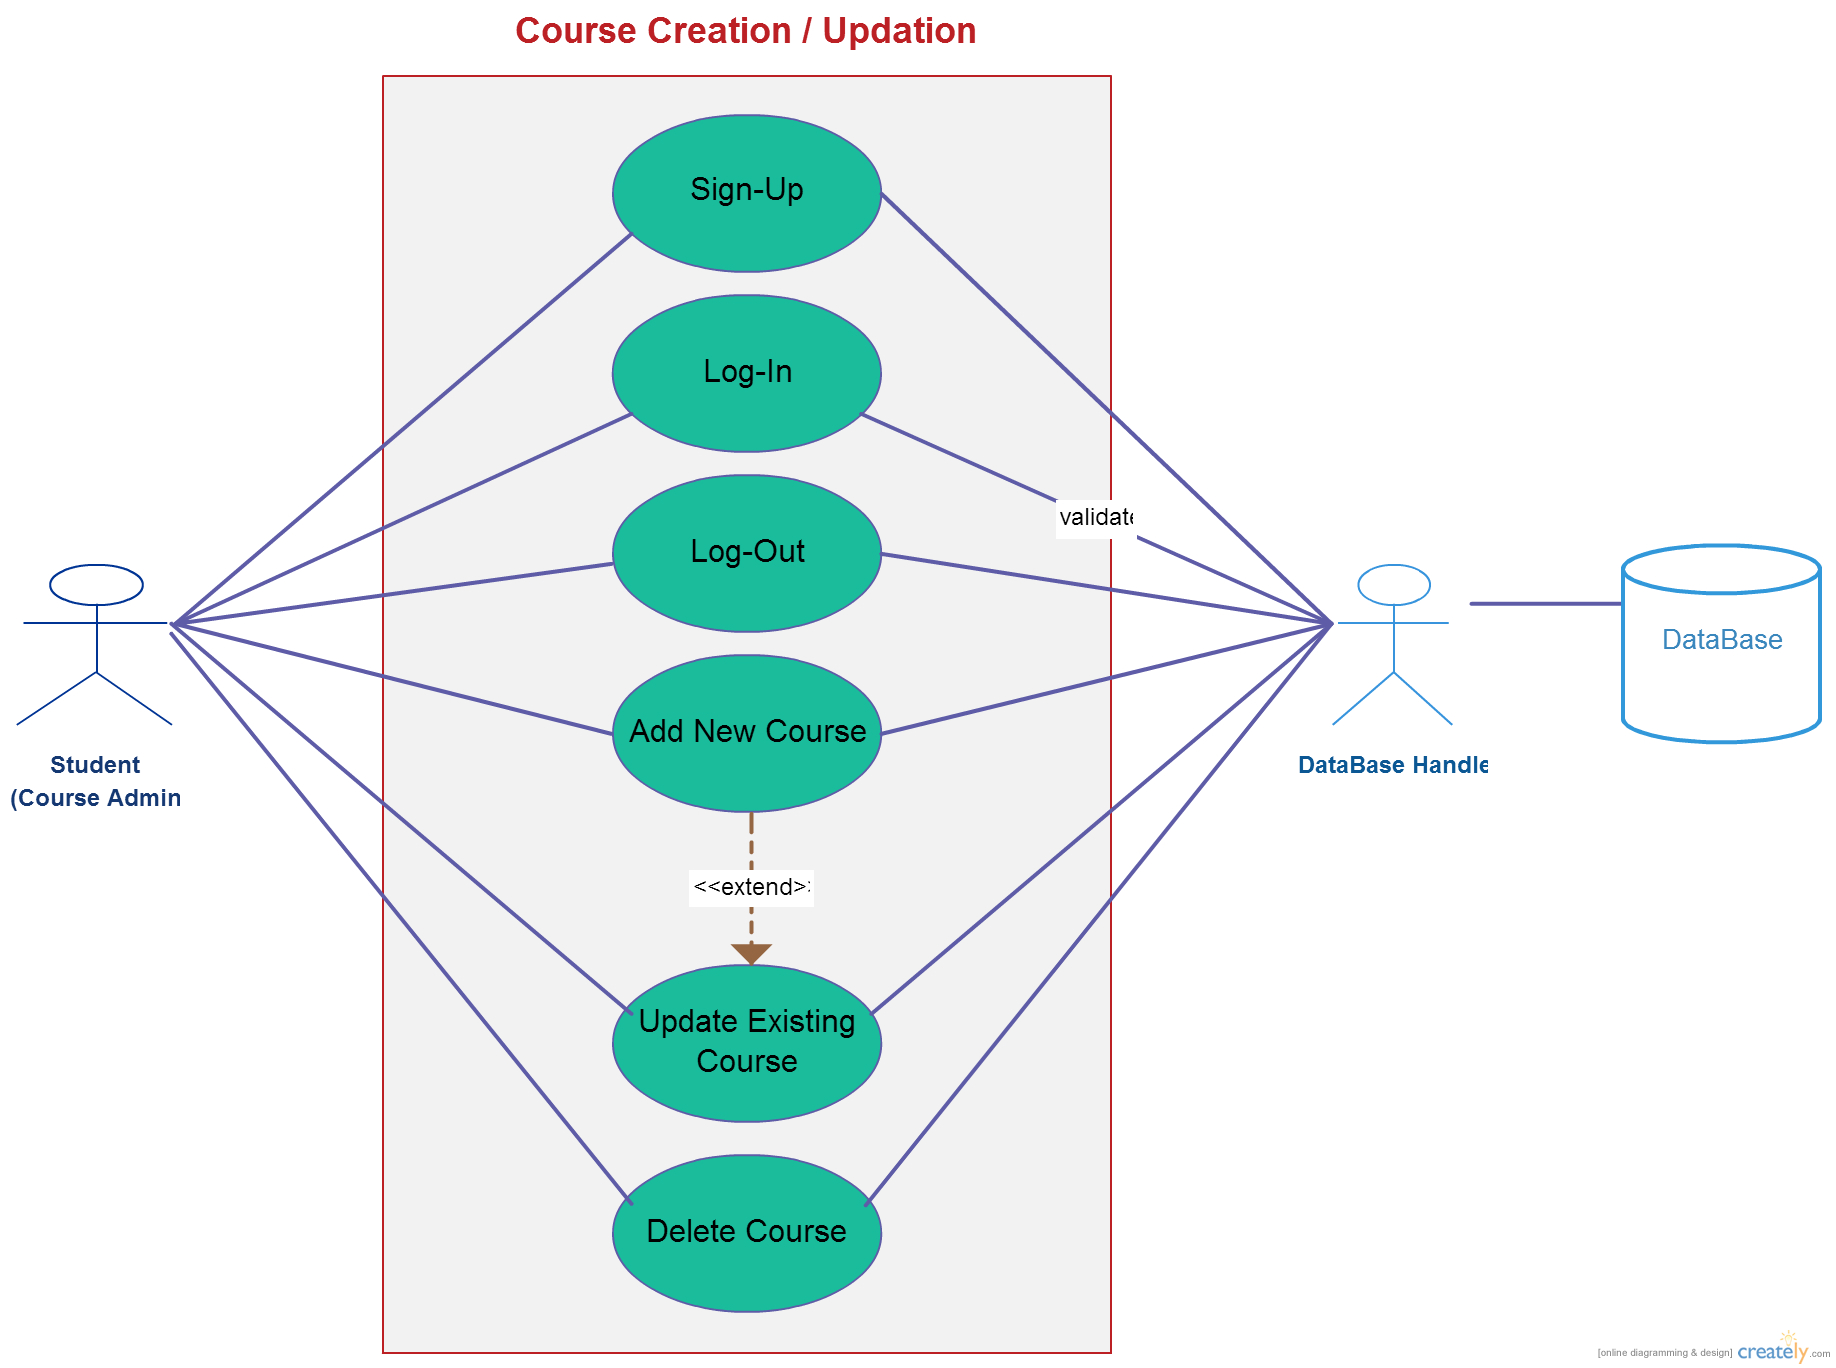 Course Creation / Updation
Sign-Up
Log-In
validate
Log-Out
DataBase
Add New Course
Student
(Course Admin
DataBase Handle
<<extend>>
Update Existing
Course
Delete Course
[online diagramming & design] creately.com